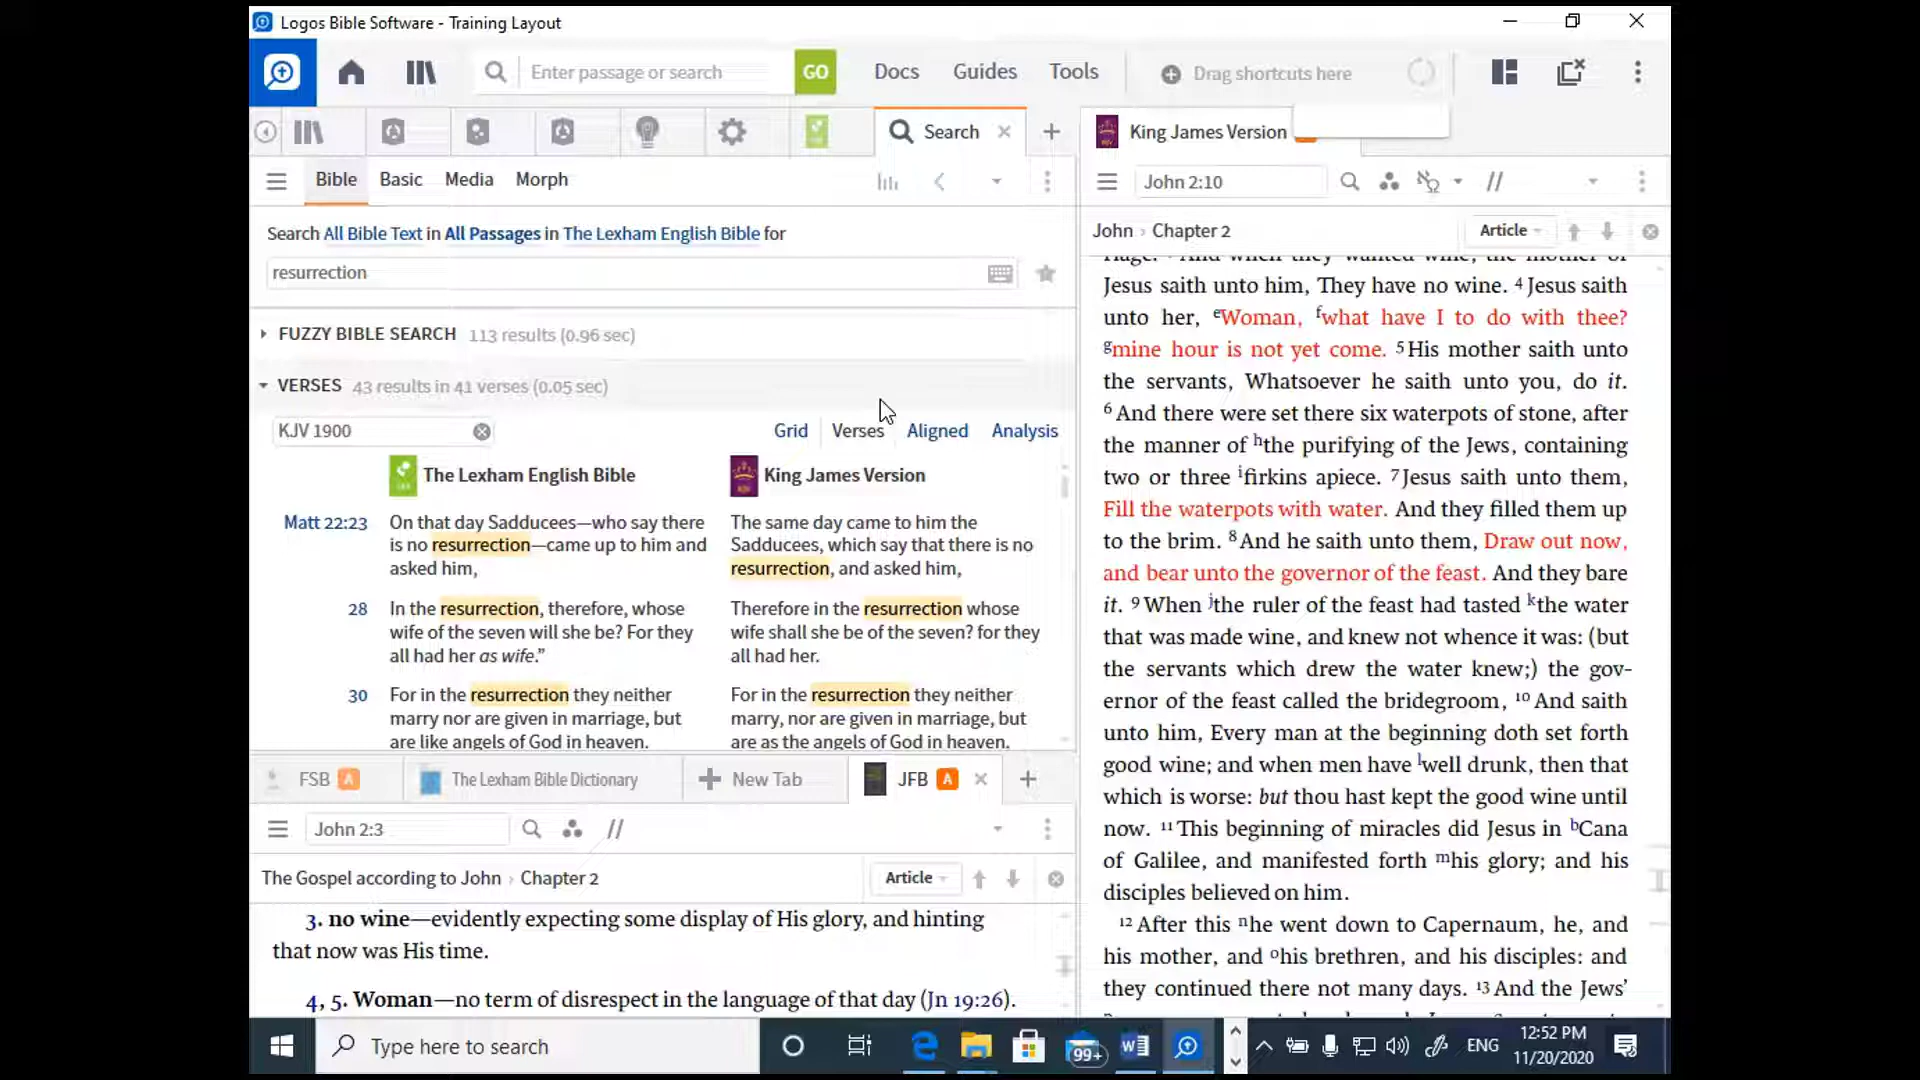 Logos Bible Software - Training Layout
Enter passage or search
GO
Docs
Guides
Tools
Drag shortcuts here
Search
King James Version
Bible
Basic
Media
Morph
Search All Bible Text in All Passages in The Lexham English Bible for
resurrection
FUZZY BIBLE SEARCH 113 results (0.96 sec)
VERSES 43 results in 41 verses (0.05 sec)
KJV 1900
Grid
Verses
Aligned
Analysis
The Lexham English Bible
King James Version
Matt 22:23
On that day Sadducees—who say there
is no resurrection—came up to him and
asked him,
The same day came to him the
Sadducees, which say that there is no
resurrection, and asked him,
28
In the resurrection, therefore, whose
wife of the seven will she be? For they
all had her as wife.”
Therefore in the resurrection whose
wife shall she be of the seven? for they
all had her.
30
For in the resurrection they neither
marry nor are given in marriage, but
are like angels of God in heaven.
For in the resurrection they neither
marry, nor are given in marriage, but
are as the angels of God in heaven.
FSB A
The Lexham Bible Dictionary
New Tab
JFB A
John 2:3
The Gospel according to John › Chapter 2
Article
3. no wine—evidently expecting some display of His glory, and hinting
that now was His time.
4, 5. Woman—no term of disrespect in the language of that day (Jn 19:26).
John 2:10
John › Chapter 2
Article
And when they wanted wine, the mother of
Jesus saith unto him, They have no wine. 4 Jesus saith
unto her, eWoman, fwhat have I to do with thee?
gmine hour is not yet come. 5 His mother saith unto
the servants, Whatsoever he saith unto you, do it.
6 And there were set there six waterpots of stone, after
the manner of hthe purifying of the Jews, containing
two or three ifirkins apiece. 7 Jesus saith unto them,
Fill the waterpots with water. And they filled them up
to the brim. 8 And he saith unto them, Draw out now,
and bear unto the governor of the feast. And they bare
it. 9 When jthe ruler of the feast had tasted kthe water
that was made wine, and knew not whence it was: (but
the servants which drew the water knew;) the gov-
ernor of the feast called the bridegroom, 10 And saith
unto him, Every man at the beginning doth set forth
good wine; and when men have lwell drunk, then that
which is worse: but thou hast kept the good wine until
now. 11 This beginning of miracles did Jesus in bCana
of Galilee, and manifested forth mhis glory; and his
disciples believed on him.
12 After this nhe went down to Capernaum, he, and
his mother, and ohis brethren, and his disciples: and
they continued there not many days. 13 And the Jews’
Type here to search
99+
ENG
12:52 PM
11/20/2020